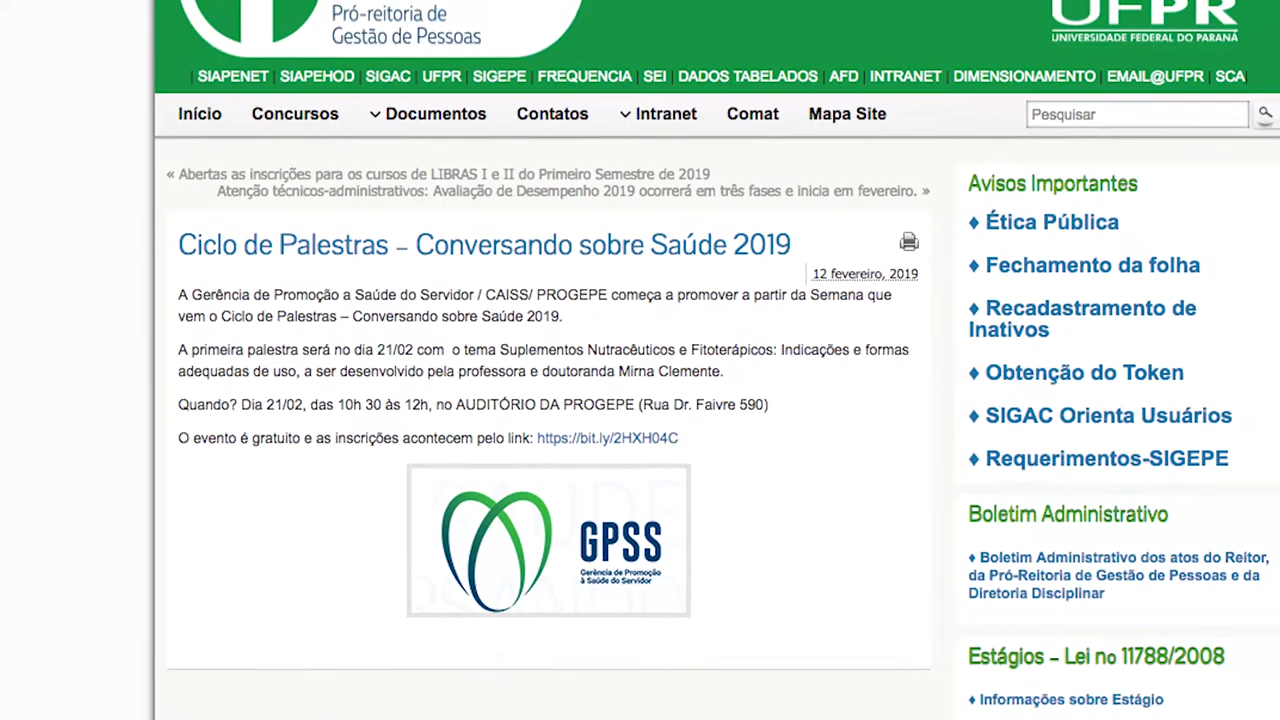 Pró-reitoria de
Gestão de Pessoas
UFPR
UNIVERSIDADE FEDERAL DO PARANÁ
| SIAPENET | SIAPEHOD | SIGAC | UFPR | SIGEPE | FREQUENCIA | SEI | DADOS TABELADOS | AFD | INTRANET | DIMENSIONAMENTO | EMAIL@UFPR | SCA|
Início Concursos Documentos Contatos Intranet Comat Mapa Site Pesquisar
« Abertas as inscrições para os cursos de LIBRAS I e II do Primeiro Semestre de 2019
Atenção técnicos-administrativos: Avaliação de Desempenho 2019 ocorrerá em três fases e inicia em fevereiro. »
Ciclo de Palestras – Conversando sobre Saúde 2019
12 fevereiro, 2019
A Gerência de Promoção a Saúde do Servidor / CAISS/ PROGEPE começa a promover a partir da Semana que
vem o Ciclo de Palestras – Conversando sobre Saúde 2019.
A primeira palestra será no dia 21/02 com o tema Suplementos Nutracêuticos e Fitoterápicos: Indicações e formas
adequadas de uso, a ser desenvolvido pela professora e doutoranda Mirna Clemente.
Quando? Dia 21/02, das 10h 30 às 12h, no AUDITÓRIO DA PROGEPE (Rua Dr. Faivre 590)
O evento é gratuito e as inscrições acontecem pelo link: https://bit.ly/2HXH04C
GPSS
Gerência de Promoção
à Saúde do Servidor
Avisos Importantes
♦ Ética Pública
♦ Fechamento da folha
♦ Recadastramento de
Inativos
♦ Obtenção do Token
♦ SIGAC Orienta Usuários
♦ Requerimentos-SIGEPE
Boletim Administrativo
♦ Boletim Administrativo dos atos do Reitor,
da Pró-Reitoria de Gestão de Pessoas e da
Diretoria Disciplinar
Estágios – Lei nº 11788/2008
♦ Informações sobre Estágio